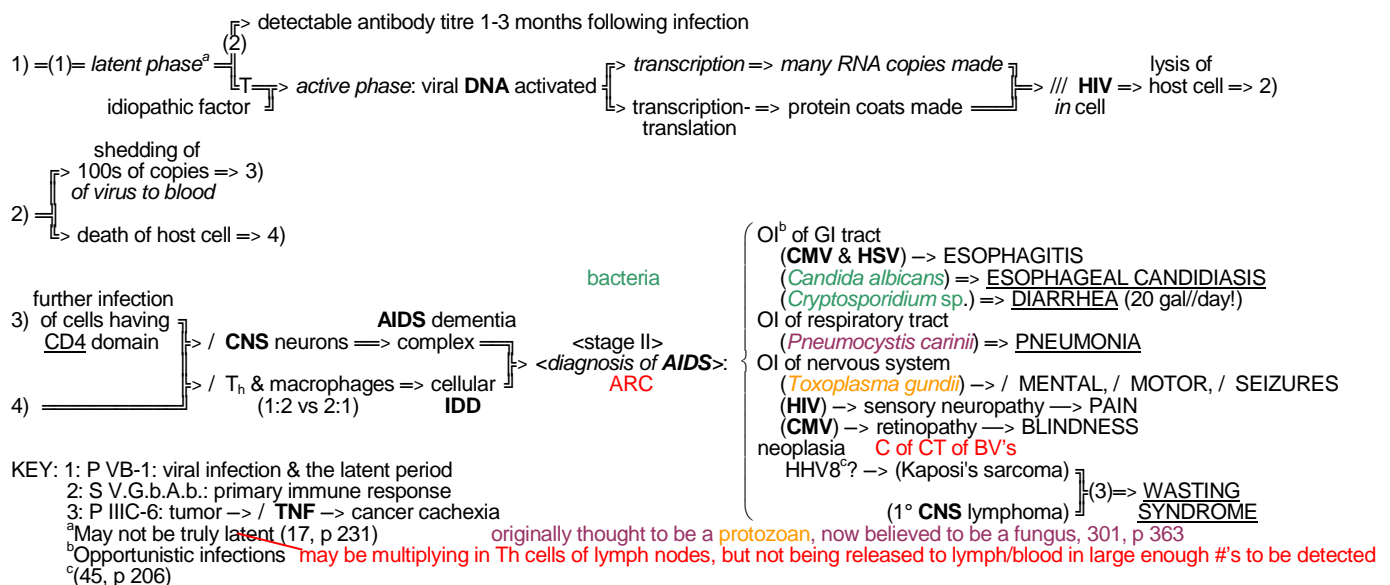 => detectable antibody titre 1-3 months following infection
(2)
1) =(1)= latent phaseᵃ
T => active phase: viral DNA activated
idiopathic factor
=> transcription => many RNA copies made
=> transcription- => protein coats made
translation
=> /// HIV => host cell => 2)
in cell
lysis of
shedding of
=> 100s of copies => 3)
of virus to blood
2) =
=> death of host cell => 4)
further infection
3) of cells having
CD4 domain
4)
AIDS dementia
=> / CNS neurons ==> complex
=> / Tₕ & macrophages => cellular
(1:2 vs 2:1) IDD
bacteria
<stage II>
=> <diagnosis of AIDS>:
ARC
OIᵇ of GI tract
(CMV & HSV) –> ESOPHAGITIS
(Candida albicans) => ESOPHAGEAL CANDIDIASIS
(Cryptosporidium sp.) => DIARRHEA (20 gal//day!)
OI of respiratory tract
(Pneumocystis carinii) => PNEUMONIA
OI of nervous system
(Toxoplasma gundii) –> / MENTAL, / MOTOR, / SEIZURES
(HIV) –> sensory neuropathy —> PAIN
(CMV) –> retinopathy —> BLINDNESS
neoplasia C of CT of BV's
HHV8ᶜ? –> (Kaposi's sarcoma)
(1° CNS lymphoma)
(3)=> WASTING
SYNDROME
KEY: 1: P VB-1: viral infection & the latent period
2: S V.G.b.A.b.: primary immune response
3: P IIIC-6: tumor –> / TNF –> cancer cachexia
ᵃMay not be truly latent (17, p 231) originally thought to be a protozoan, now believed to be a fungus, 301, p 363
ᵇOpportunistic infections may be multiplying in Th cells of lymph nodes, but not being released to lymph/blood in large enough #'s to be detected
ᶜ(45, p 206)